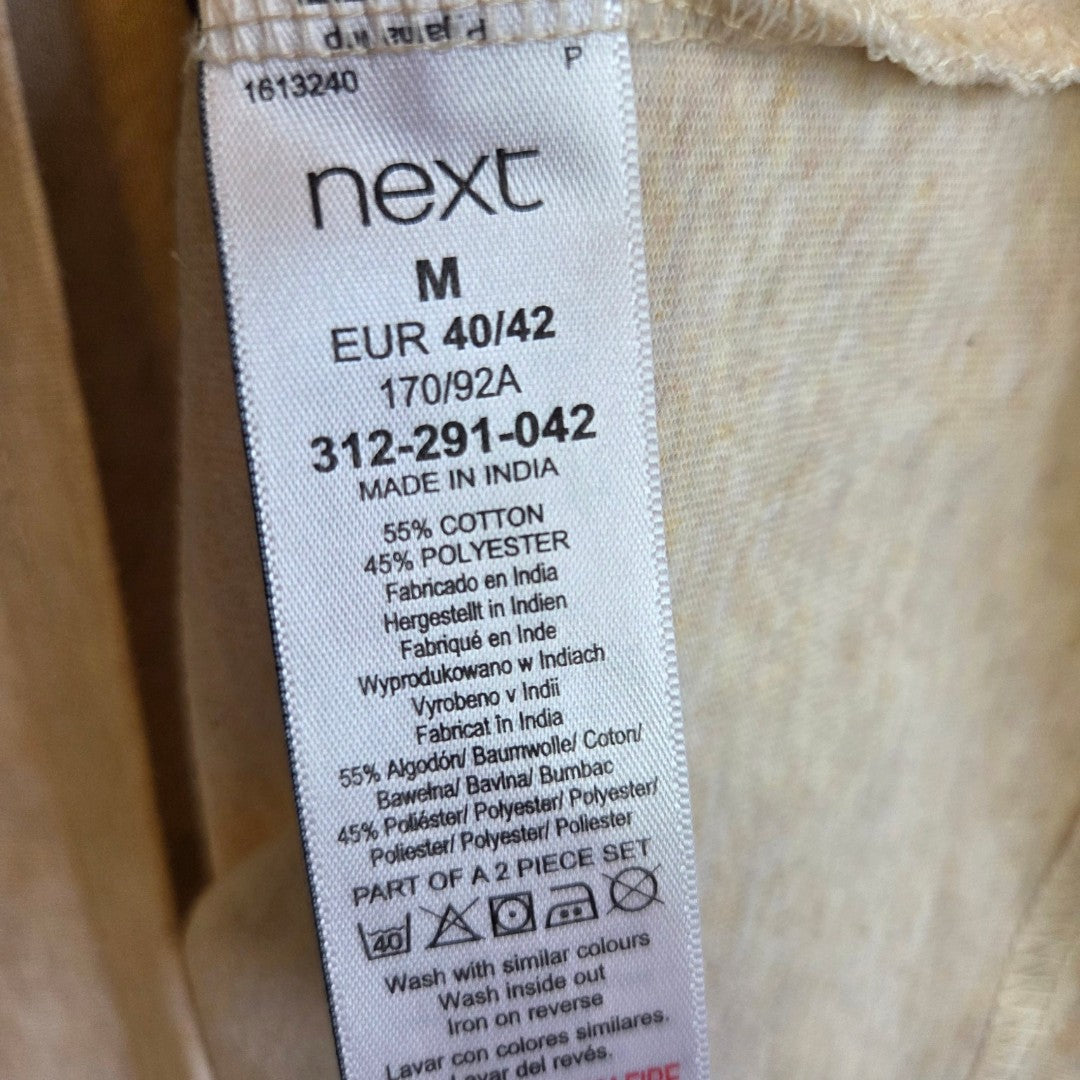 P
1613240
next
M
EUR 40/42
170/92A
312-291-042
MADE IN INDIA
55% COTTON
45% POLYESTER
Fabricado en India
Hergestellt in Indien
Fabriqué en Inde
Wyprodukowano w Indiach
Vyrobeno v Indii
Fabricat în India
55% Algodón/ Baumwolle/ Coton/
Bawełna/ Bavlna/ Bumbac
45% Poliéster/ Polyester/ Polyester/
Poliester/ Polyester/ Poliester
PART OF A 2 PIECE SET
40
Wash with similar colours
Wash inside out
Iron on reverse
Lavar con colores similares.
Lavar del revés.